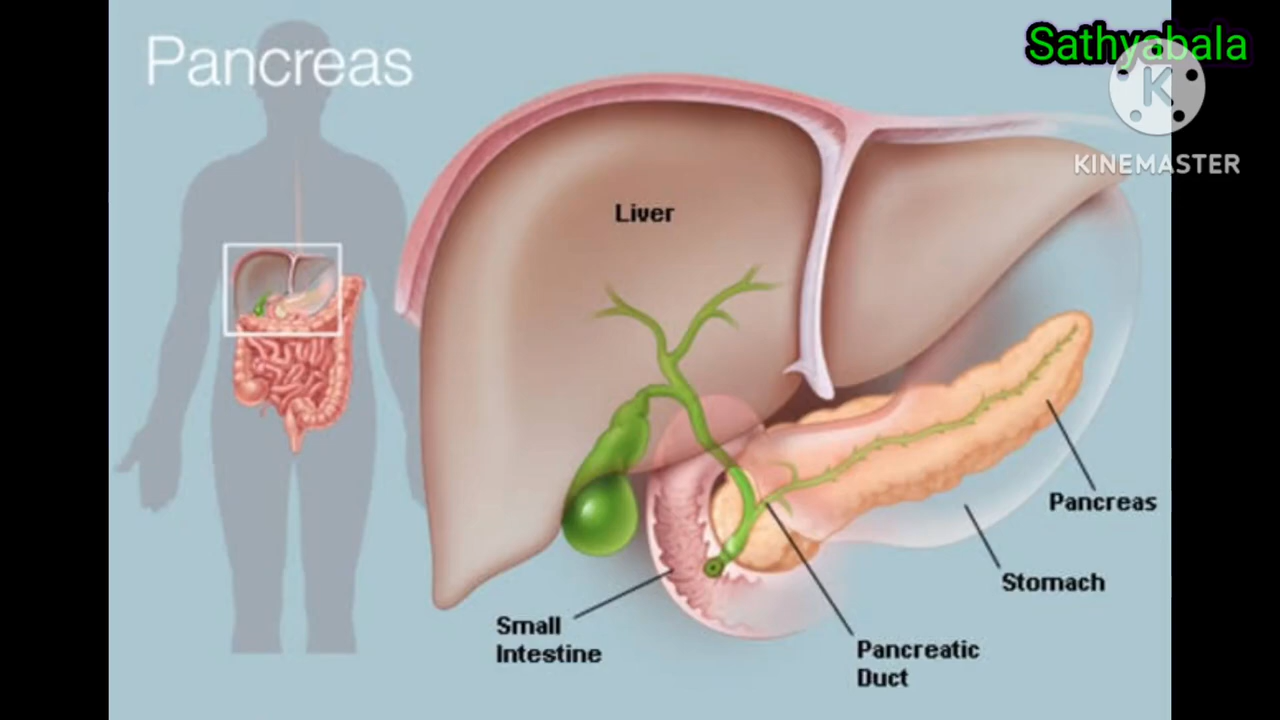 Pancreas
Sathyabala
K
KINEMASTER
Liver
Pancreas
Stomach
Small
Intestine
Pancreatic
Duct